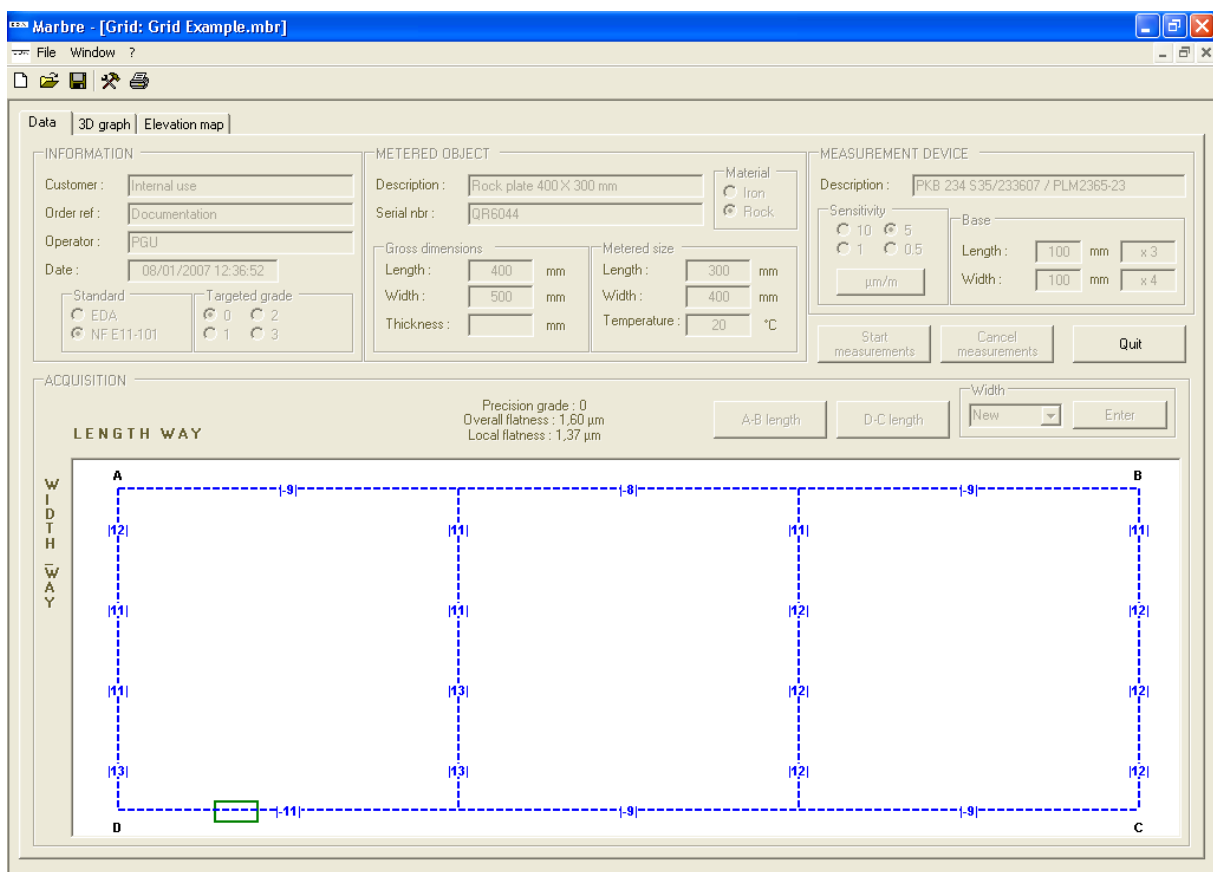 Marbre - [Grid: Grid Example.mbr]
File Window ?
Data 3D graph Elevation map
INFORMATION
Customer : Internal use
Order ref : Documentation
Operator : PGU
Date : 08/01/2007 12:36:52
Standard
EDA
NF E11-101
Targeted grade
0 2
1 3
METERED OBJECT
Description : Rock plate 400 X 300 mm
Serial nbr : QR6044
Material
Iron
Rock
Gross dimensions
Length : 400 mm
Width : 500 mm
Thickness : mm
Metered size
Length : 300 mm
Width : 400 mm
Temperature : 20 °C
MEASUREMENT DEVICE
Description : PKB 234 S35/233607 / PLM2365-23
Sensitivity
10 5
1 0.5
µm/m
Base
Length : 100 mm x 3
Width : 100 mm x 4
Start measurements
Cancel measurements
Quit
ACQUISITION
LENGTH WAY
Precision grade : 0
Overall flatness : 1,60 µm
Local flatness : 1,37 µm
A-B length
D-C length
Width
New
Enter
WIDTH WAY
A B
|-9| |-8| |-9|
|12| |11| |11| |11|
|11| |11| |12| |12|
|11| |13| |12| |12|
|13| |13| |12| |12|
|-11| |-9| |-9|
D C